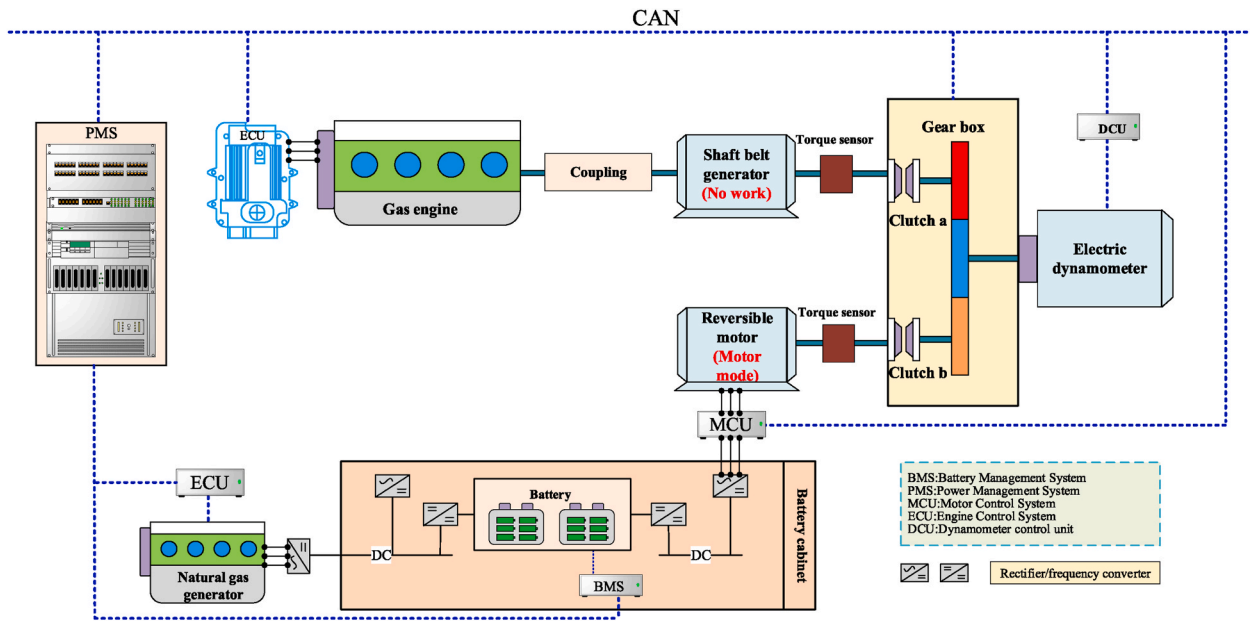 CAN
PMS
ECU
Gas engine
Coupling
Shaft belt
generator
(No work)
Torque sensor
Gear box
Clutch a
DCU
Electric
dynamometer
Reversible
motor
(Motor
mode)
Torque sensor
Clutch b
MCU
ECU
Natural gas
generator
DC
Battery
DC
BMS
Battery cabinet
BMS:Battery Management System
PMS:Power Management System
MCU:Motor Control System
ECU:Engine Control System
DCU:Dynamometer control unit
Rectifier/frequency converter